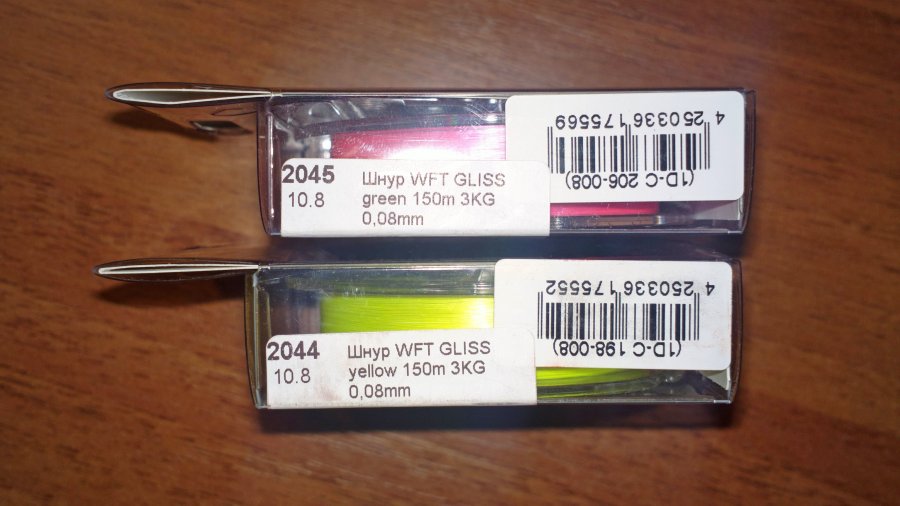 2045
10.8
Шнур WFT GLISS
green 150m 3KG
0,08mm
4 250336 175569
(1D-C 206-008)
2044
10.8
Шнур WFT GLISS
yellow 150m 3KG
0,08mm
4 250336 175552
(1D-C 198-008)